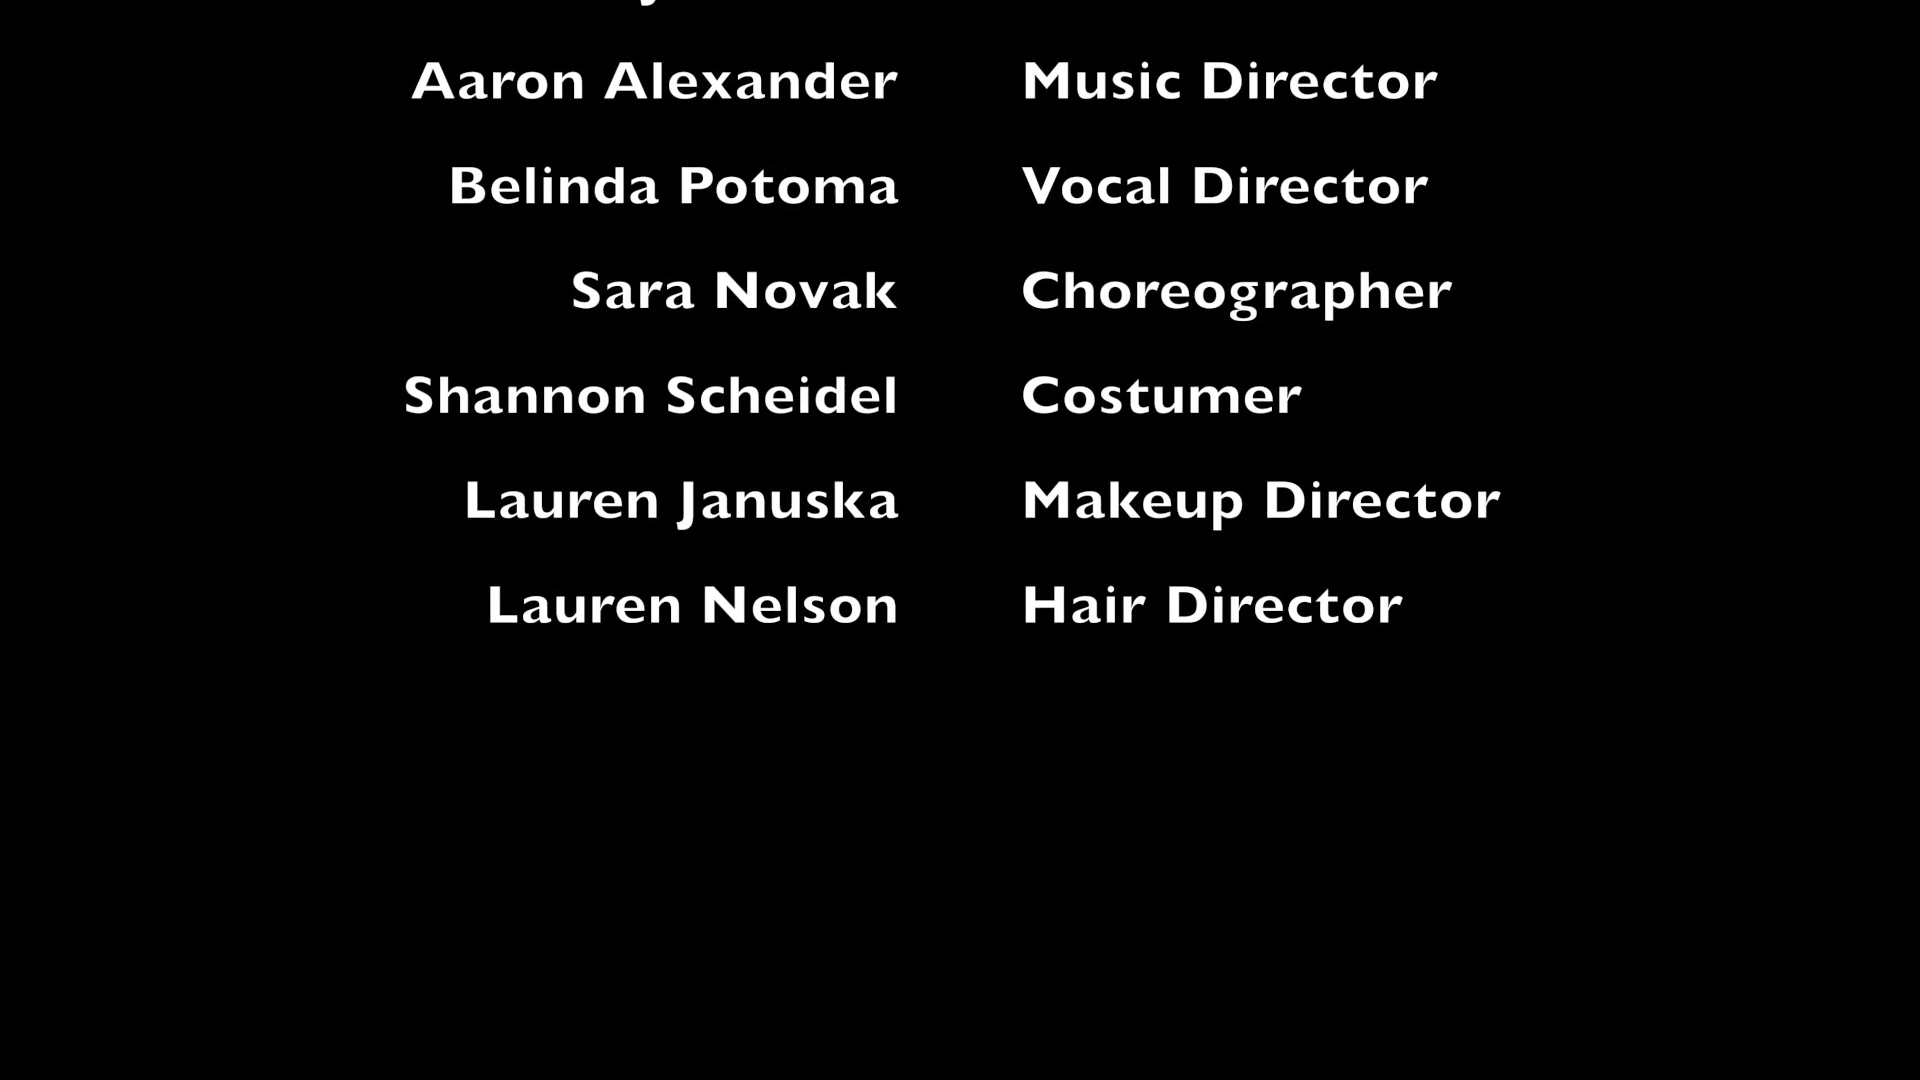 Aaron Alexander Music Director
Belinda Potoma Vocal Director
Sara Novak Choreographer
Shannon Scheidel Costumer
Lauren Januska Makeup Director
Lauren Nelson Hair Director